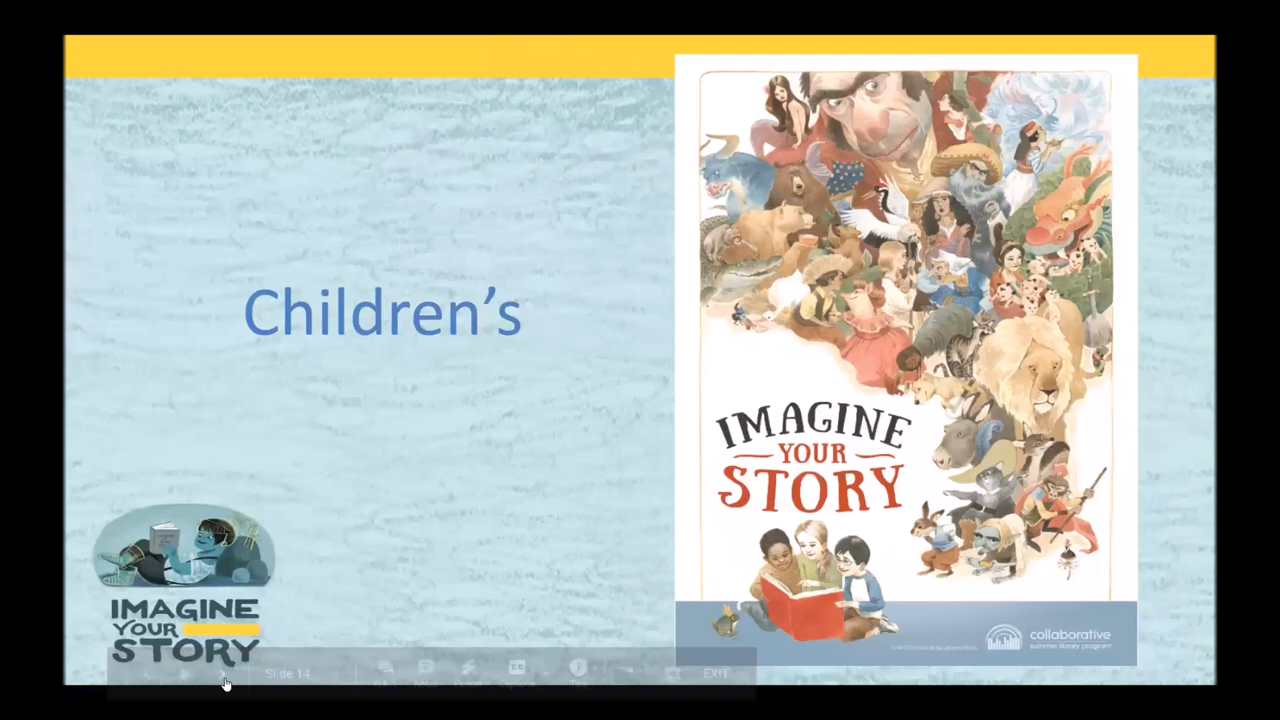 Children's
IMAGINE
YOUR
STORY
collaborative
summer library program
IMAGINE
YOUR
STORY
Slide 14
EXIT